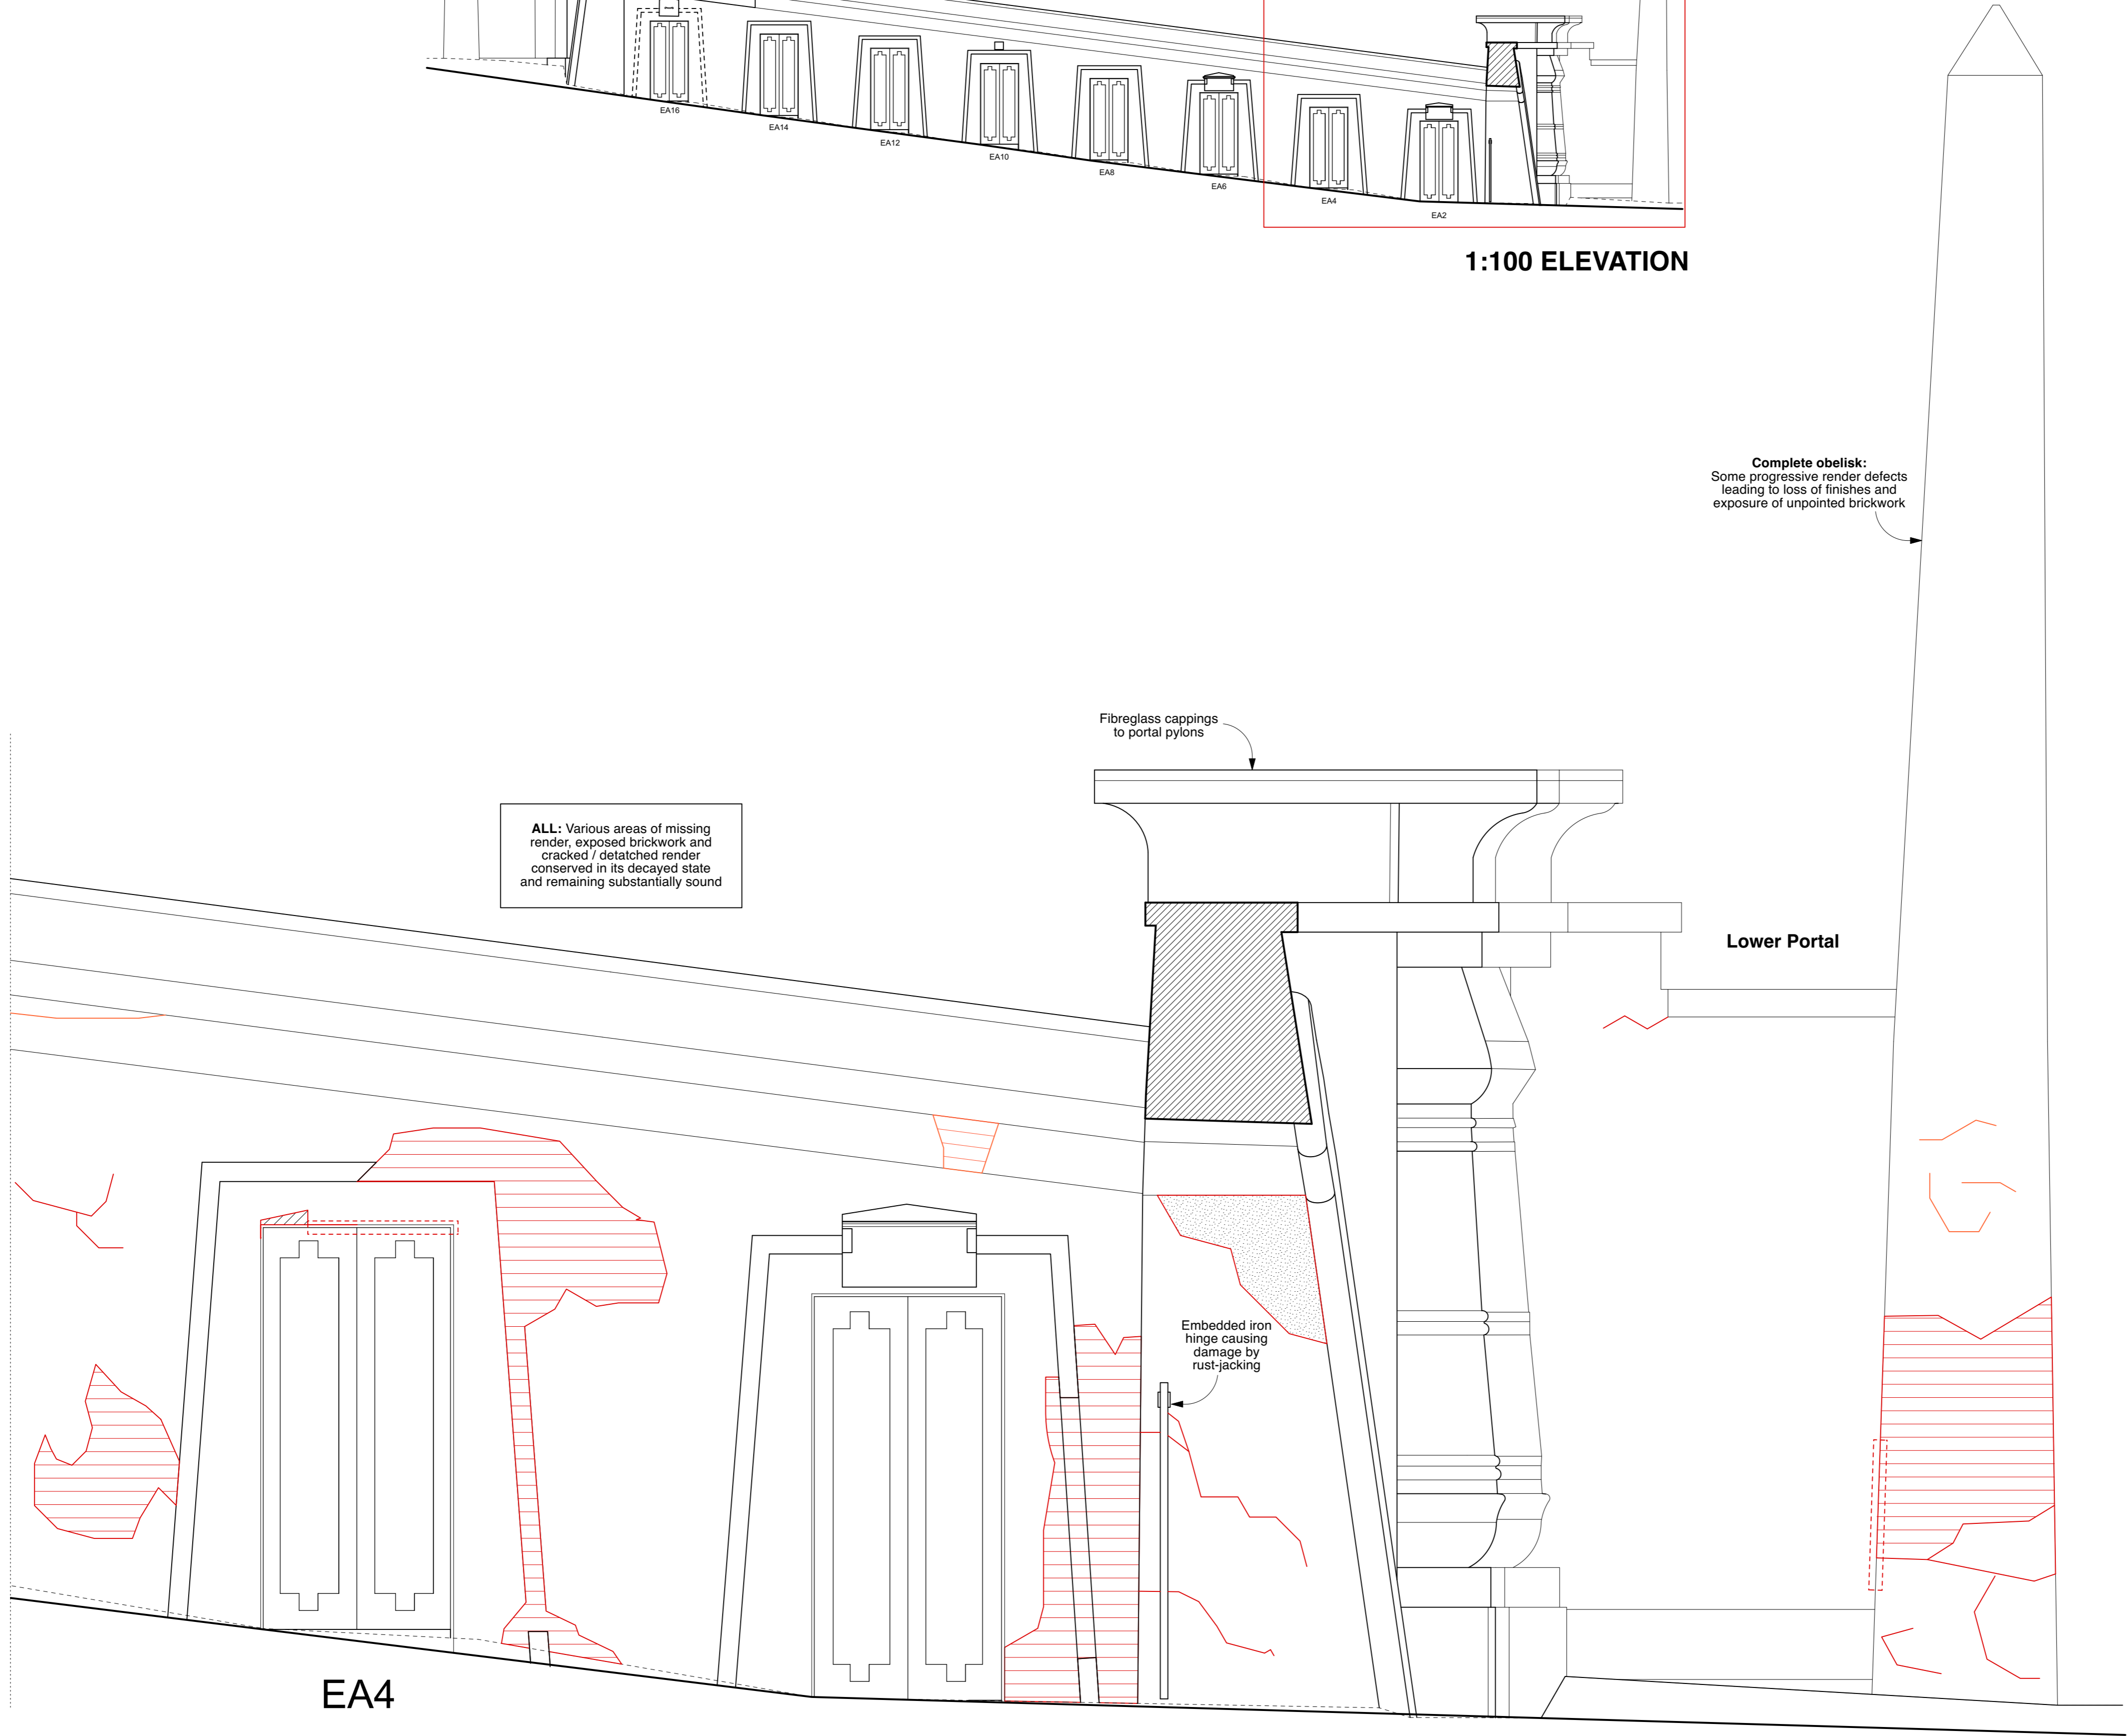 EA16
EA14
EA12
EA10
EA8
EA6
EA4
EA2
1:100 ELEVATION
Complete obelisk:
Some progressive render defects
leading to loss of finishes and
exposure of unpointed brickwork
Fibreglass cappings
to portal pylons
ALL: Various areas of missing
render, exposed brickwork and
cracked / detatched render
conserved in its decayed state
and remaining substantially sound
Lower Portal
Embedded iron
hinge causing
damage by
rust-jacking
EA4